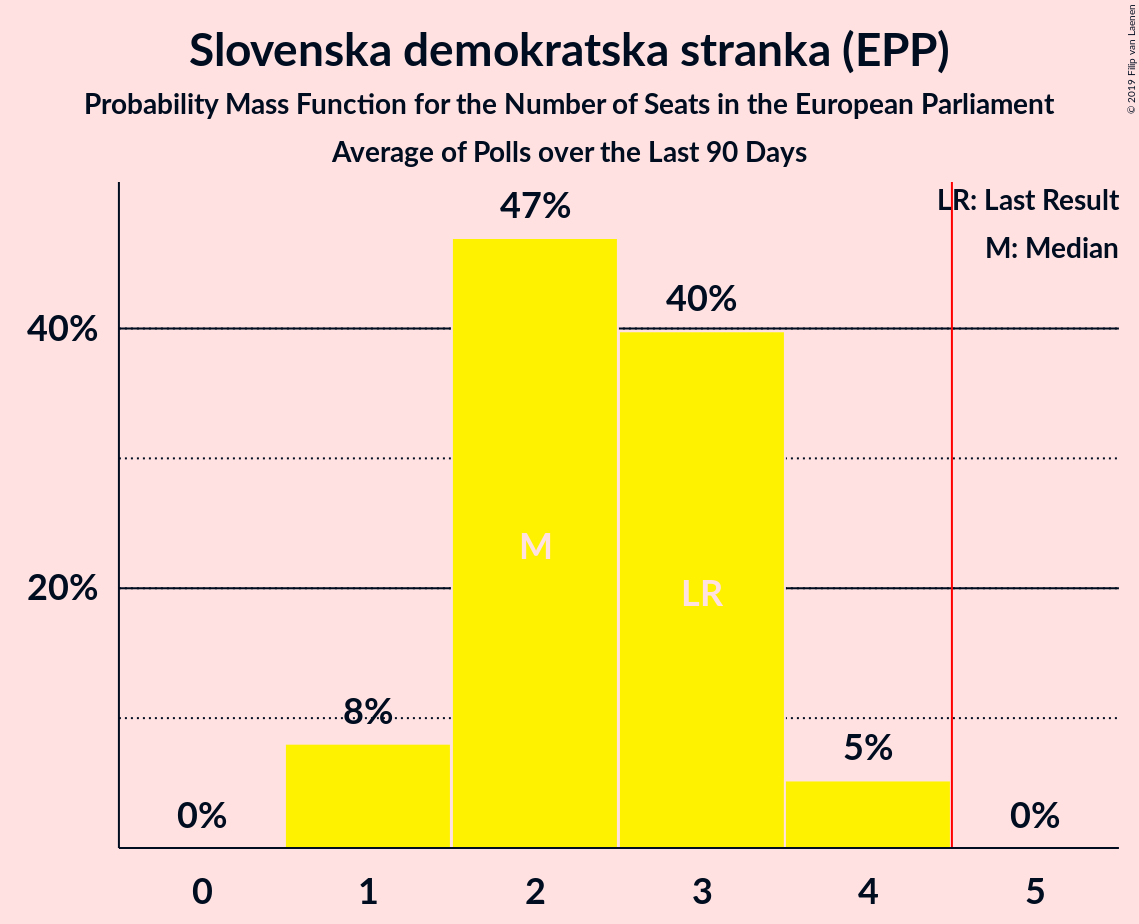 Slovenska demokratska stranka (EPP)
Probability Mass Function for the Number of Seats in the European Parliament
Average of Polls over the Last 90 Days
© 2019 Filip van Laenen
LR: Last Result
M: Median
47%
40%
40%
M
LR
20%
8%
5%
0%
0%
0 1 2 3 4 5